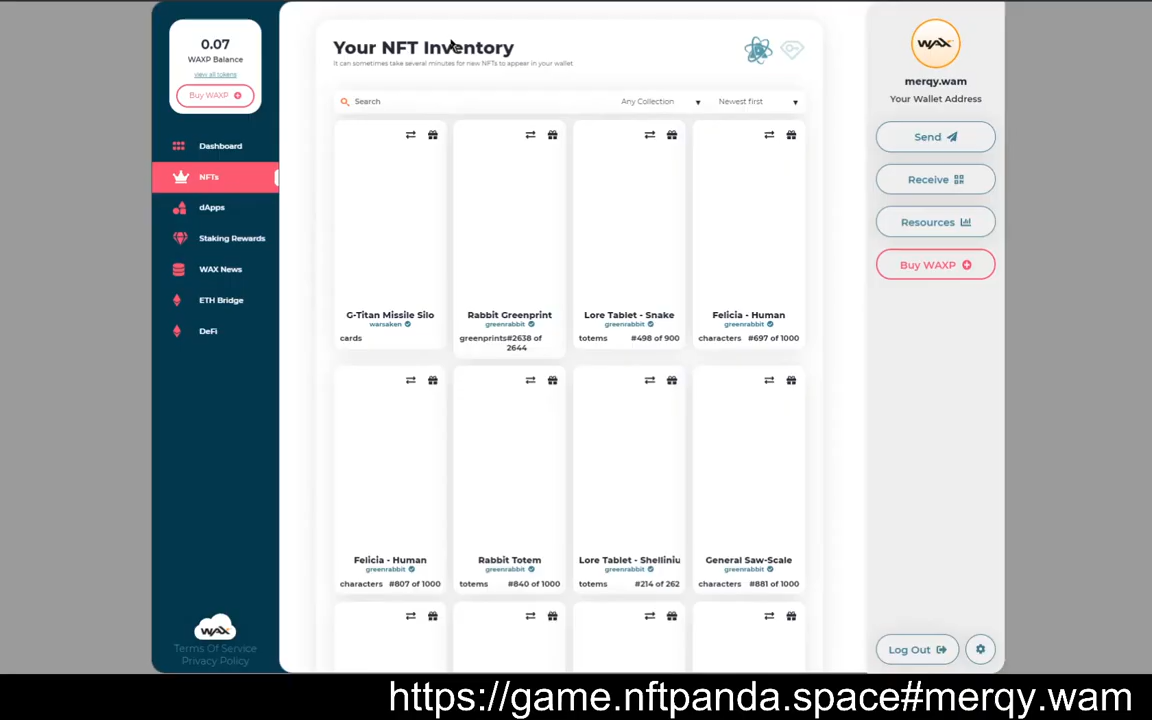 0.07
WAXP Balance
view all tokens
Buy WAXP
Dashboard
NFTs
dApps
Staking Rewards
WAX News
ETH Bridge
DeFi
WAX
Terms Of Service
Privacy Policy
Your NFT Inventory
It can sometimes take several minutes for new NFTs to appear in your wallet
Search
Any Collection
Newest first
G-Titan Missile Silo
warsaken
cards
Rabbit Greenprint
greenrabbit
greenprints#2638 of
2644
Lore Tablet - Snake
greenrabbit
totems #498 of 900
Felicia - Human
greenrabbit
characters #697 of 1000
Felicia - Human
greenrabbit
characters #807 of 1000
Rabbit Totem
greenrabbit
totems #840 of 1000
Lore Tablet - Shelliniu
greenrabbit
totems #214 of 262
General Saw-Scale
greenrabbit
characters #881 of 1000
WAX
merqy.wam
Your Wallet Address
Send
Receive
Resources
Buy WAXP
Log Out
https://game.nftpanda.space#merqy.wam